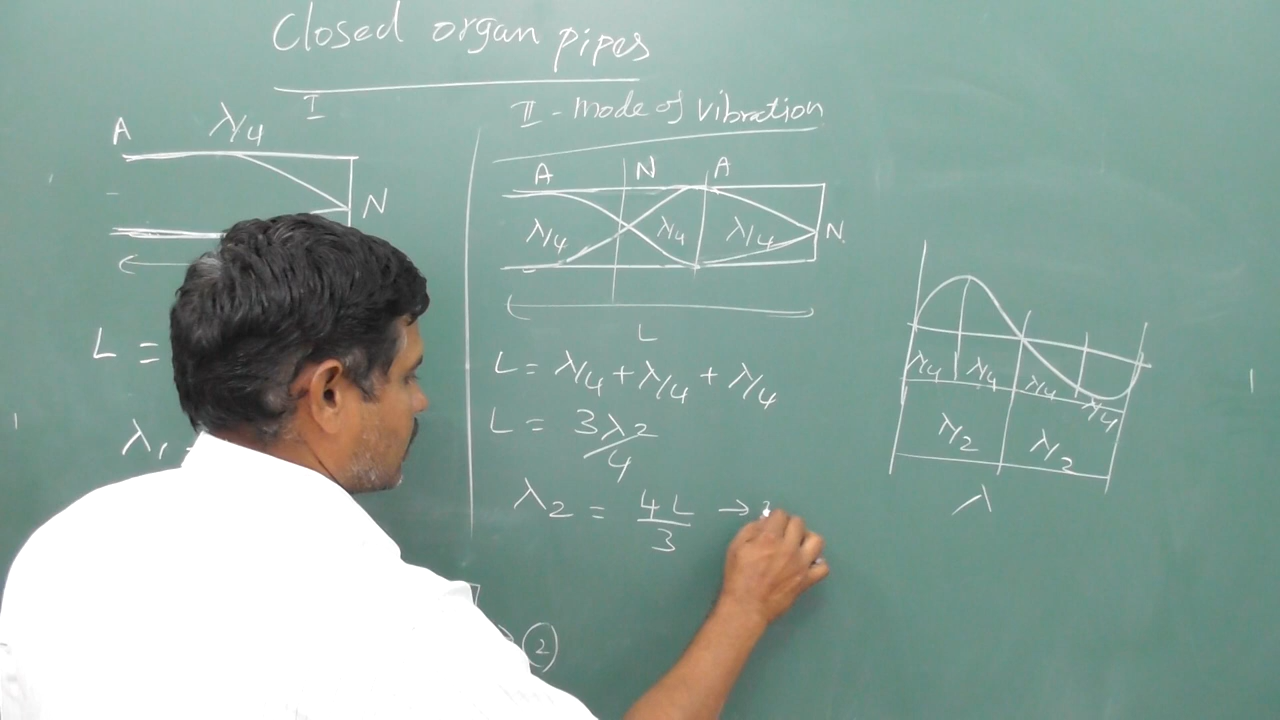 Closed organ pipes
I
A λ/4
N
L =
λ1
II - mode of vibration
A N A
λ/4 λ/4 λ/4 N
L
L = λ/4 + λ/4 + λ/4
L = 3λ2/4
λ2 = 4L/3 →
2
λ/4 λ/4 λ/4 λ/4
λ/2 λ/2
λ